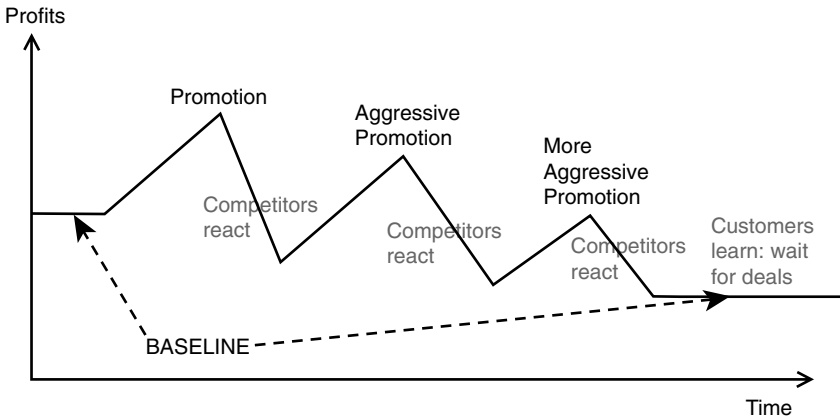 Profits
Promotion
Aggressive
Promotion
More
Aggressive
Promotion
Competitors
react
Competitors
react
Competitors
react
Customers
learn: wait
for deals
BASELINE
Time